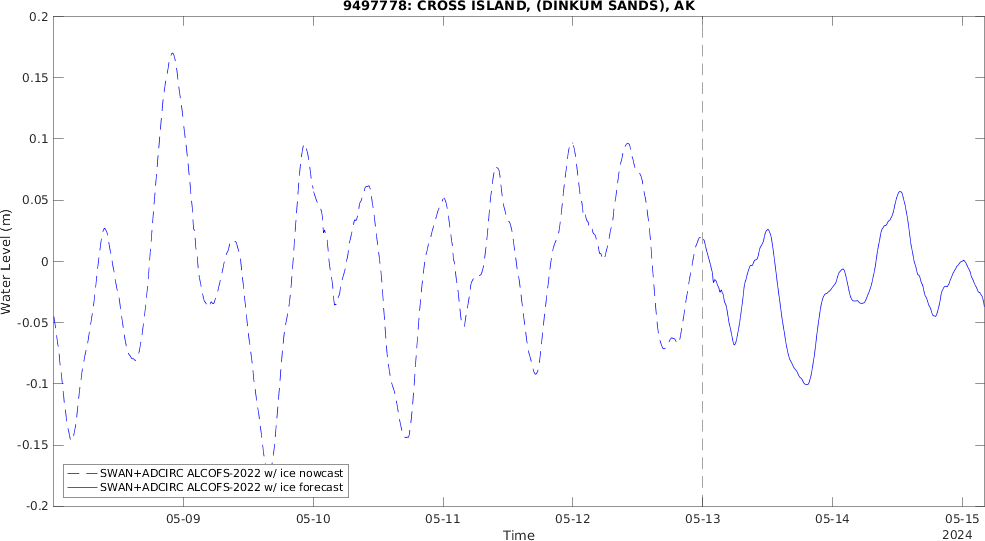 9497778: CROSS ISLAND, (DINKUM SANDS), AK
0.2
0.15
0.1
0.05
0
-0.05
-0.1
-0.15
-0.2
Water Level (m)
SWAN+ADCIRC ALCOFS-2022 w/ ice nowcast
SWAN+ADCIRC ALCOFS-2022 w/ ice forecast
05-09 05-10 05-11 05-12 05-13 05-14 05-15
Time
2024